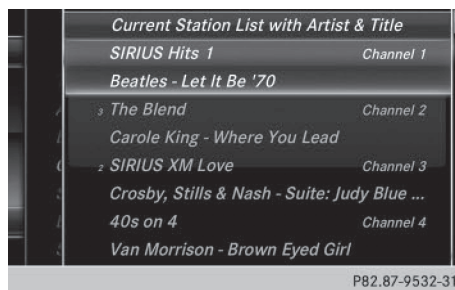 Current Station List with Artist & Title
SIRIUS Hits 1 Channel 1
Beatles - Let It Be '70
3 The Blend Channel 2
Carole King - Where You Lead
2 SIRIUS XM Love Channel 3
Crosby, Stills & Nash - Suite: Judy Blue ...
40s on 4 Channel 4
Van Morrison - Brown Eyed Girl
P82.87-9532-31